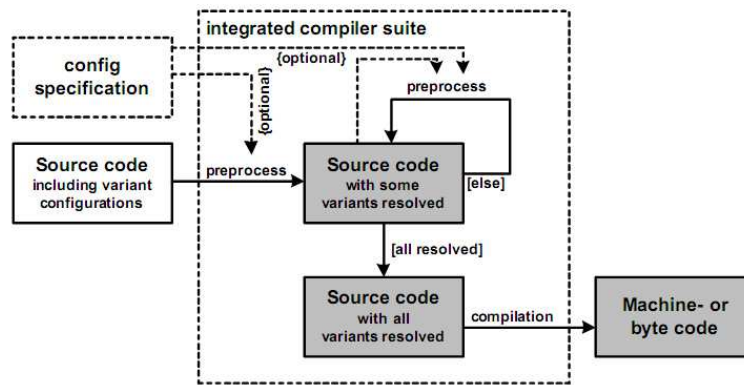 integrated compiler suite
{optional}
config
specification
{optional}
preprocess
Source code
including variant
configurations
preprocess
Source code
with some
variants resolved
[else]
[all resolved]
Source code
with all
variants resolved
compilation
Machine- or
byte code